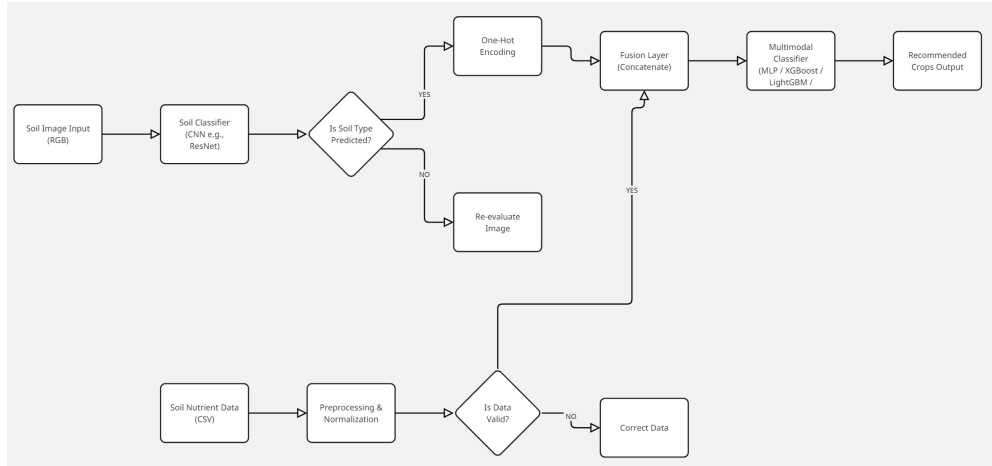 One-Hot
Encoding
Fusion Layer
(Concatenate)
Multimodal
Classifier
(MLP / XGBoost /
LightGBM /
Recommended
Crops Output
YES
Soil Image Input
(RGB)
Soil Classifier
(CNN e.g.,
ResNet)
Is Soil Type
Predicted?
NO
Re-evaluate
Image
YES
Soil Nutrient Data
(CSV)
Preprocessing &
Normalization
Is Data
Valid?
NO
Correct Data